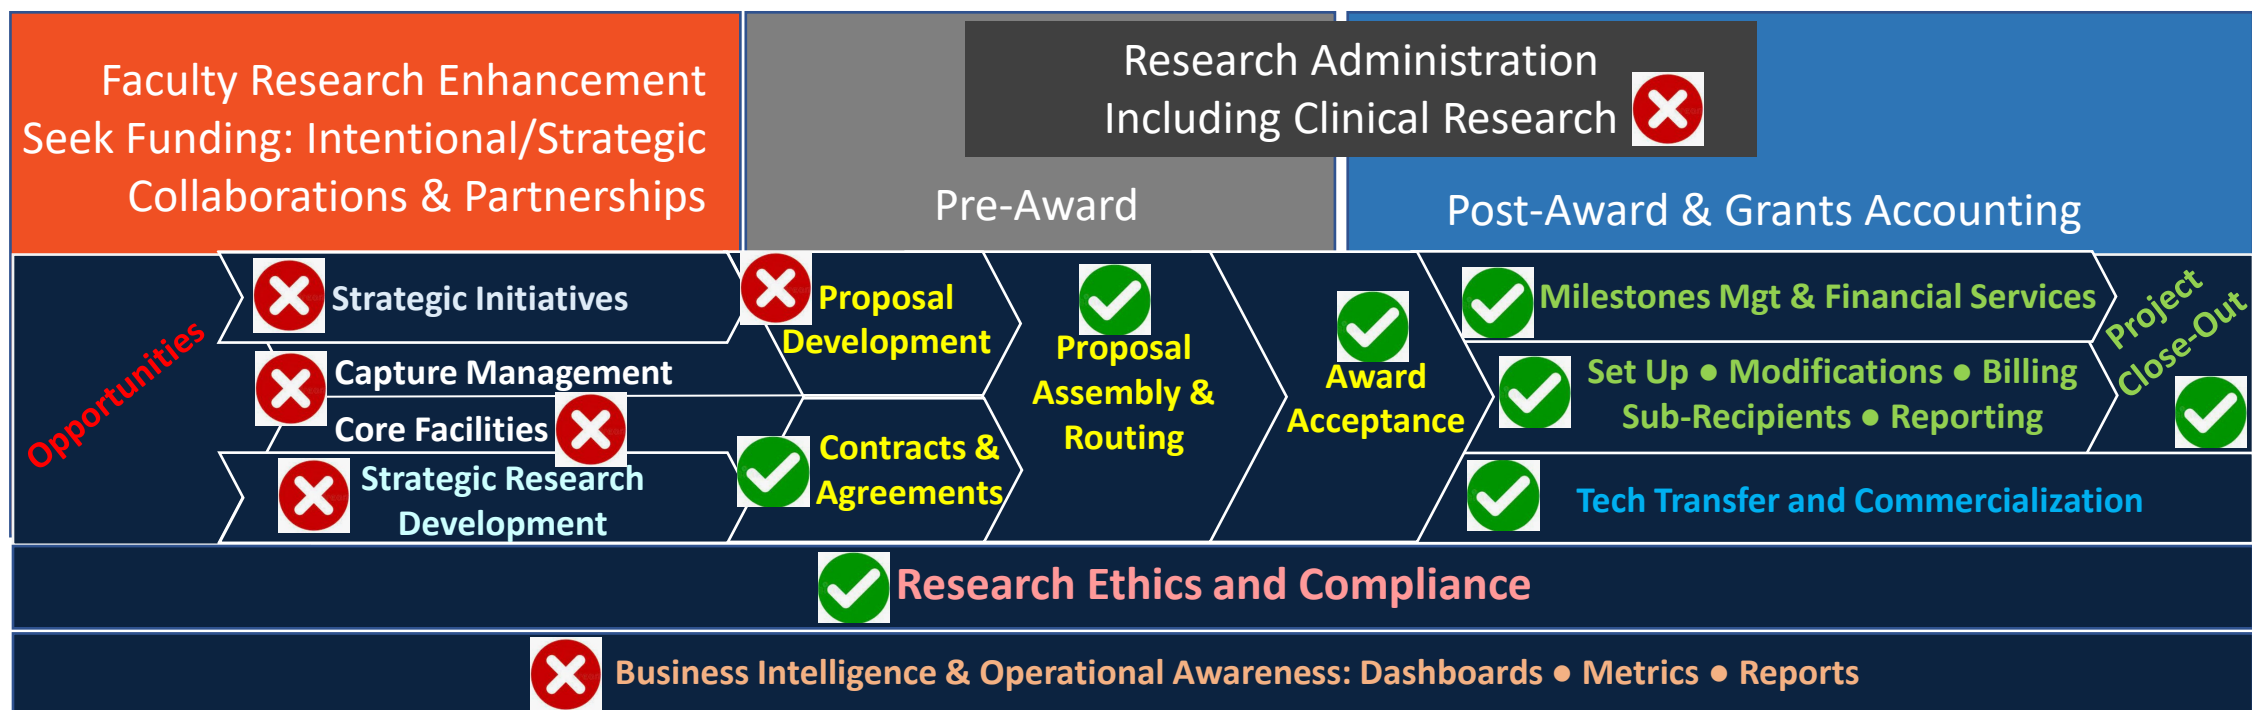 Faculty Research Enhancement
Seek Funding: Intentional/Strategic
Collaborations & Partnerships
Research Administration
Including Clinical Research
Pre-Award
Post-Award & Grants Accounting
Opportunities
Strategic Initiatives
Capture Management
Core Facilities
Strategic Research
Development
Proposal
Development
Contracts &
Agreements
Proposal
Assembly &
Routing
Award
Acceptance
Milestones Mgt & Financial Services
Set Up ● Modifications ● Billing
Sub-Recipients ● Reporting
Tech Transfer and Commercialization
Project
Close-Out
Research Ethics and Compliance
Business Intelligence & Operational Awareness: Dashboards ● Metrics ● Reports